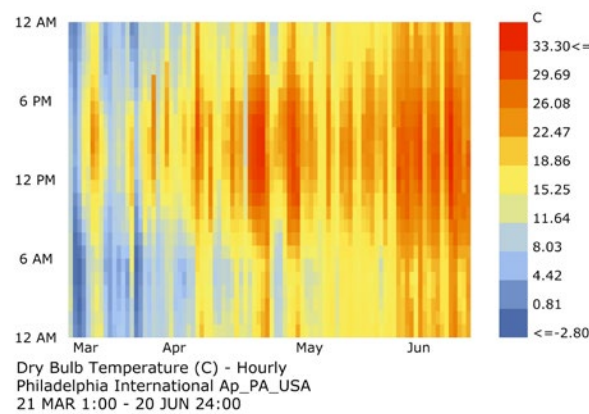 C
12 AM
6 PM
12 PM
6 AM
12 AM
33.30<=
29.69
26.08
22.47
18.86
15.25
11.64
8.03
4.42
0.81
<=-2.80
Mar Apr May Jun
Dry Bulb Temperature (C) - Hourly
Philadelphia International Ap_PA_USA
21 MAR 1:00 - 20 JUN 24:00